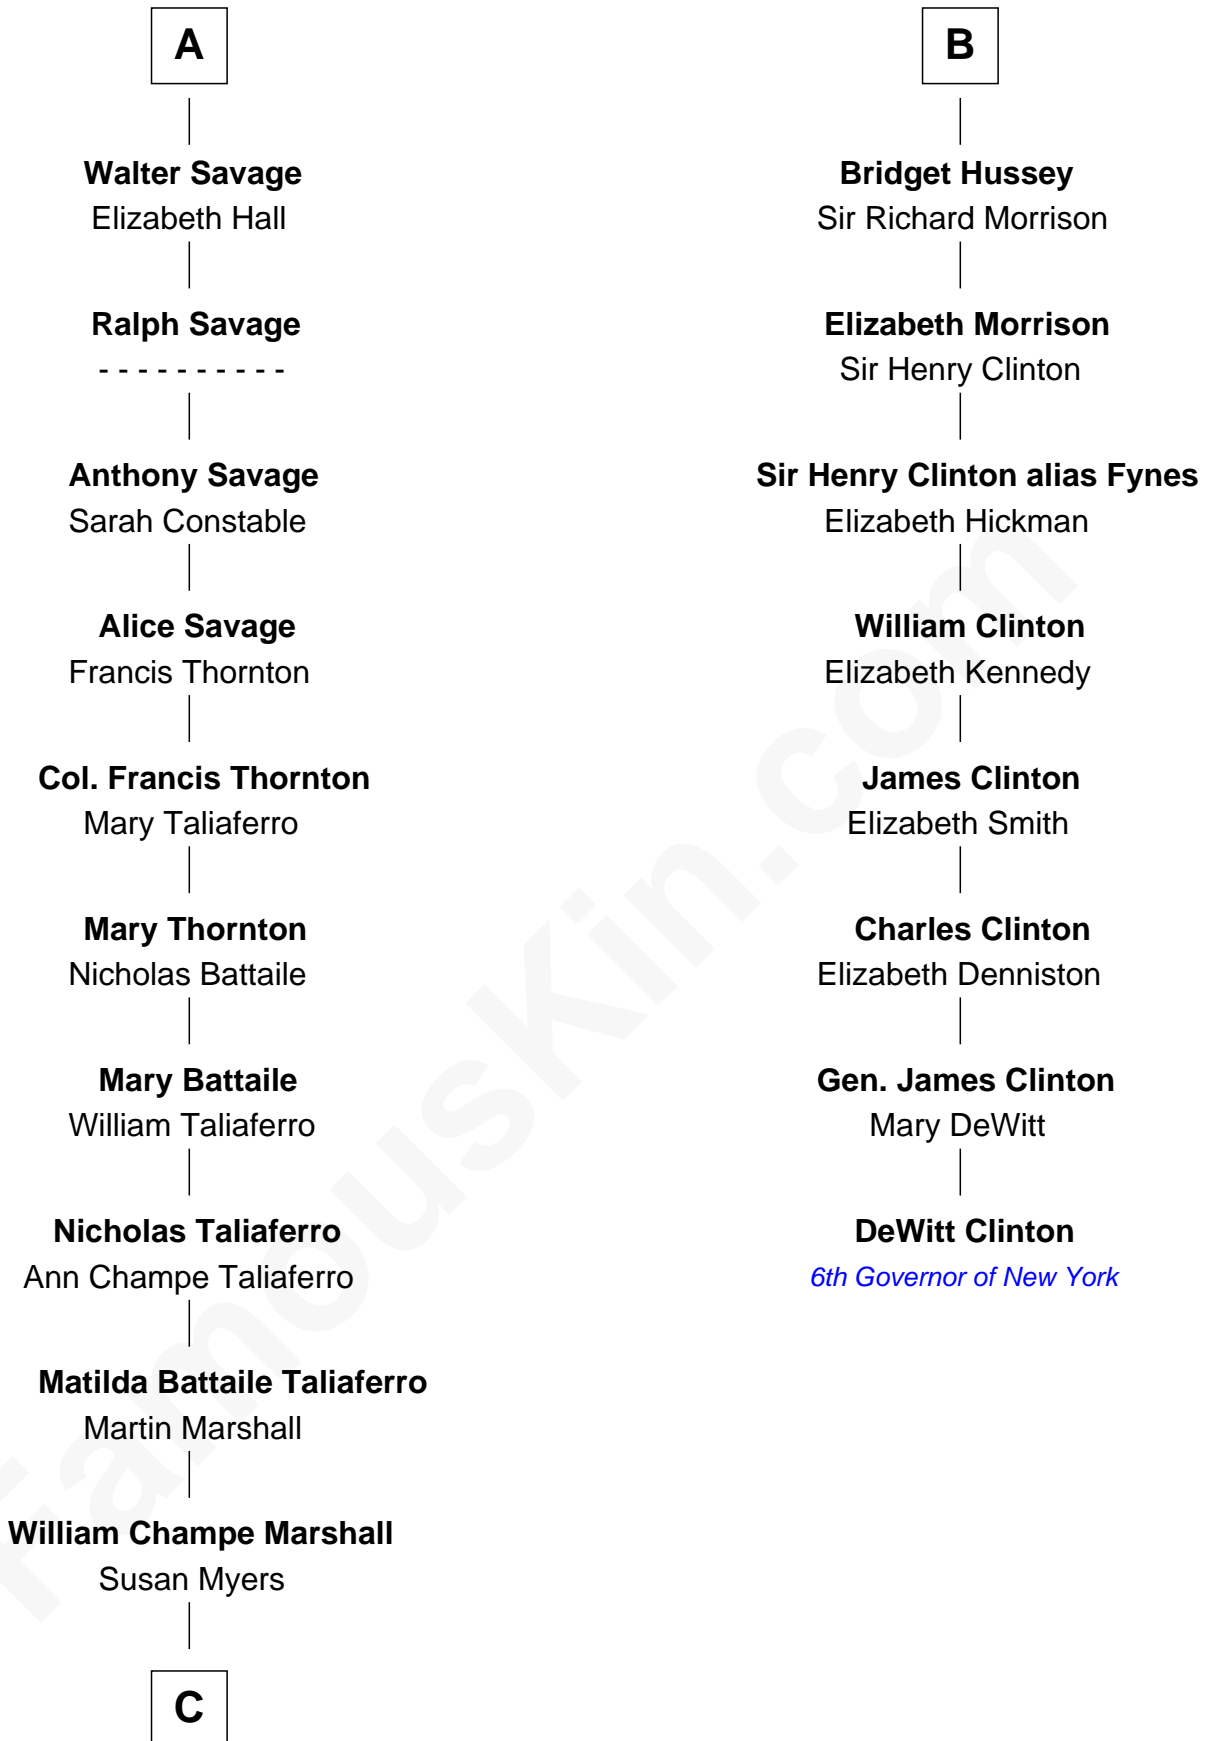 A
Walter Savage
Elizabeth Hall
Ralph Savage
- - - - - - - - - -
Anthony Savage
Sarah Constable
Alice Savage
Francis Thornton
Col. Francis Thornton
Mary Taliaferro
Mary Thornton
Nicholas Battaile
Mary Battaile
William Taliaferro
Nicholas Taliaferro
Ann Champe Taliaferro
Matilda Battaile Taliaferro
Martin Marshall
William Champe Marshall
Susan Myers
C
B
Bridget Hussey
Sir Richard Morrison
Elizabeth Morrison
Sir Henry Clinton
Sir Henry Clinton alias Fynes
Elizabeth Hickman
William Clinton
Elizabeth Kennedy
James Clinton
Elizabeth Smith
Charles Clinton
Elizabeth Denniston
Gen. James Clinton
Mary DeWitt
DeWitt Clinton
6th Governor of New York
FamousKin.com